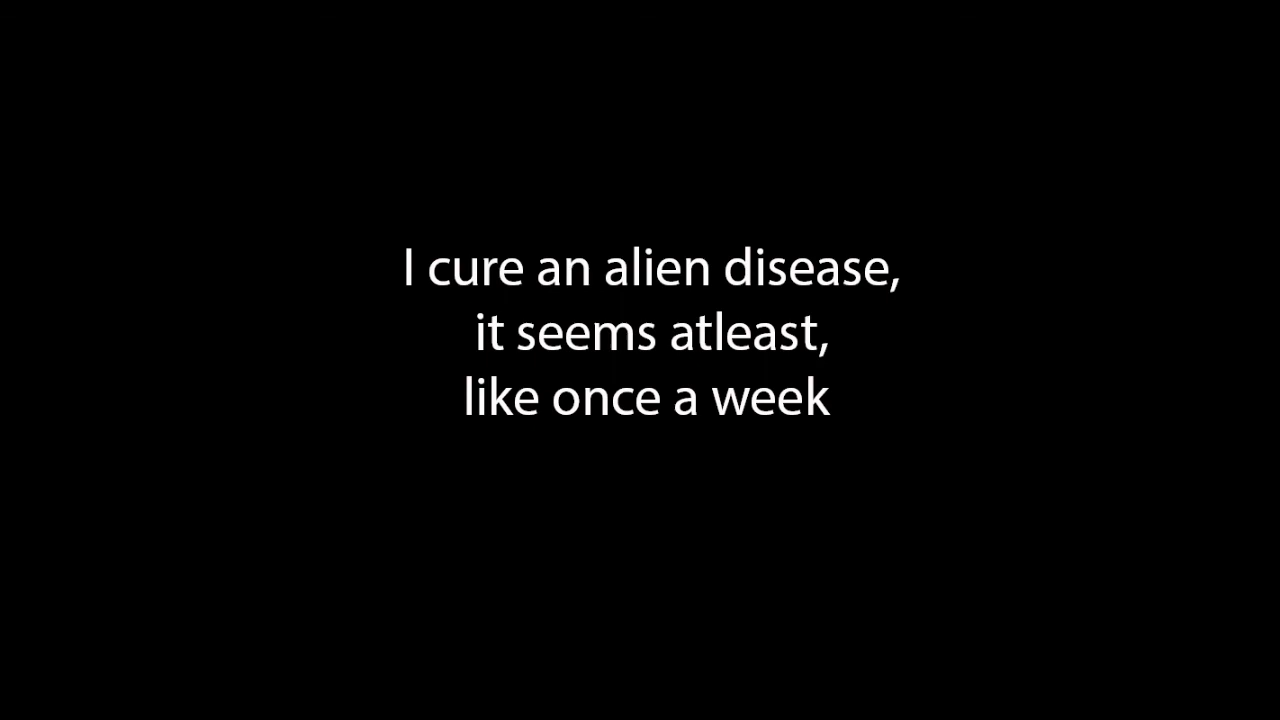 I cure an alien disease,
it seems atleast,
like once a week